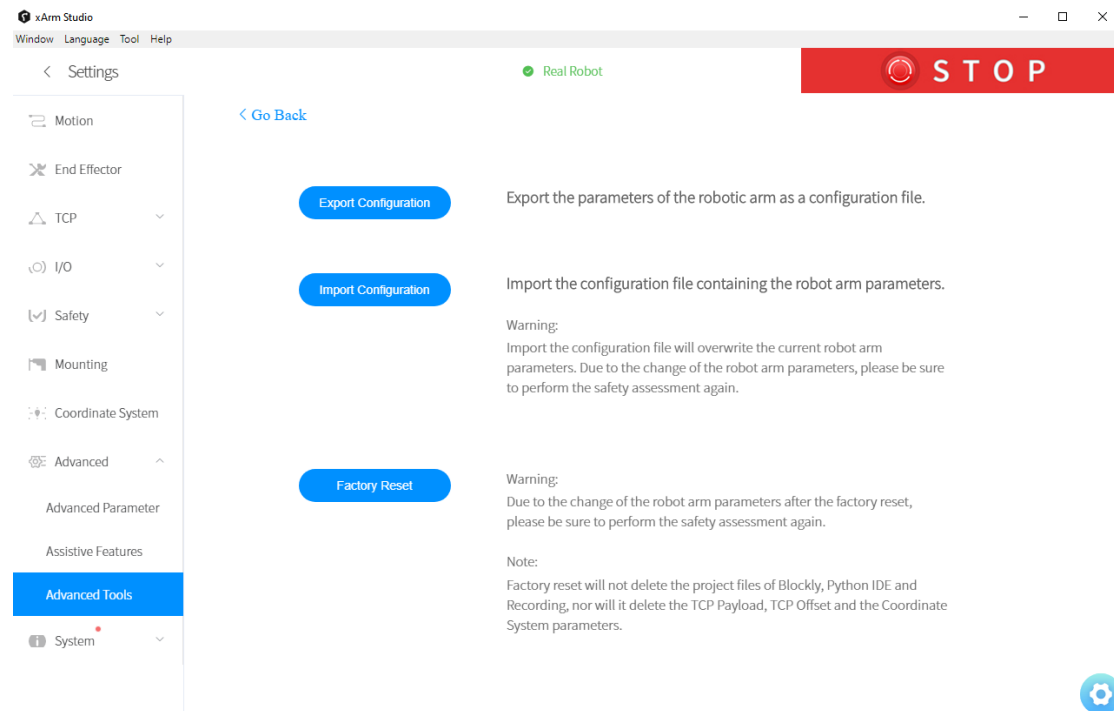 xArm Studio
Window Language Tool Help
Settings
Real Robot
STOP
Motion
End Effector
TCP
I/O
Safety
Mounting
Coordinate System
Advanced
Advanced Parameter
Assistive Features
Advanced Tools
System
Go Back
Export Configuration
Export the parameters of the robotic arm as a configuration file.
Import Configuration
Import the configuration file containing the robot arm parameters.
Warning:
Import the configuration file will overwrite the current robot arm
parameters. Due to the change of the robot arm parameters, please be sure
to perform the safety assessment again.
Factory Reset
Warning:
Due to the change of the robot arm parameters after the factory reset,
please be sure to perform the safety assessment again.
Note:
Factory reset will not delete the project files of Blockly, Python IDE and
Recording, nor will it delete the TCP Payload, TCP Offset and the Coordinate
System parameters.